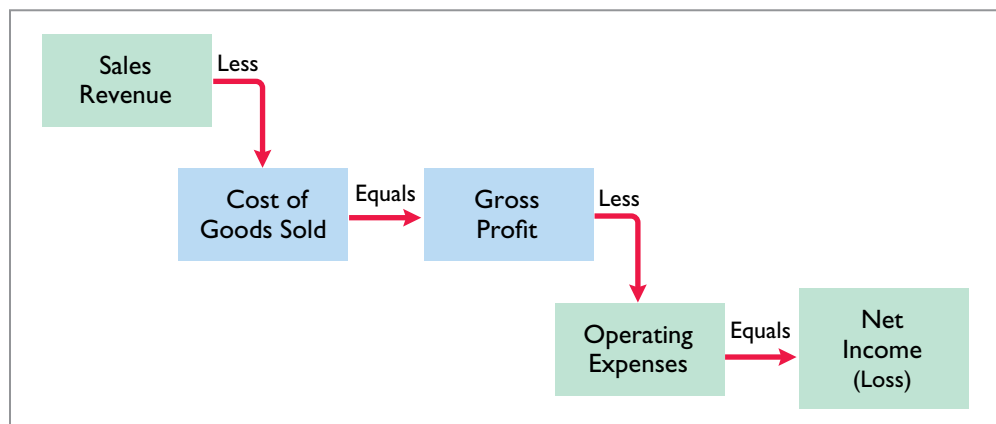 Sales
Revenue
Less
Cost of
Goods Sold
Equals
Gross
Profit
Less
Operating
Expenses
Equals
Net
Income
(Loss)